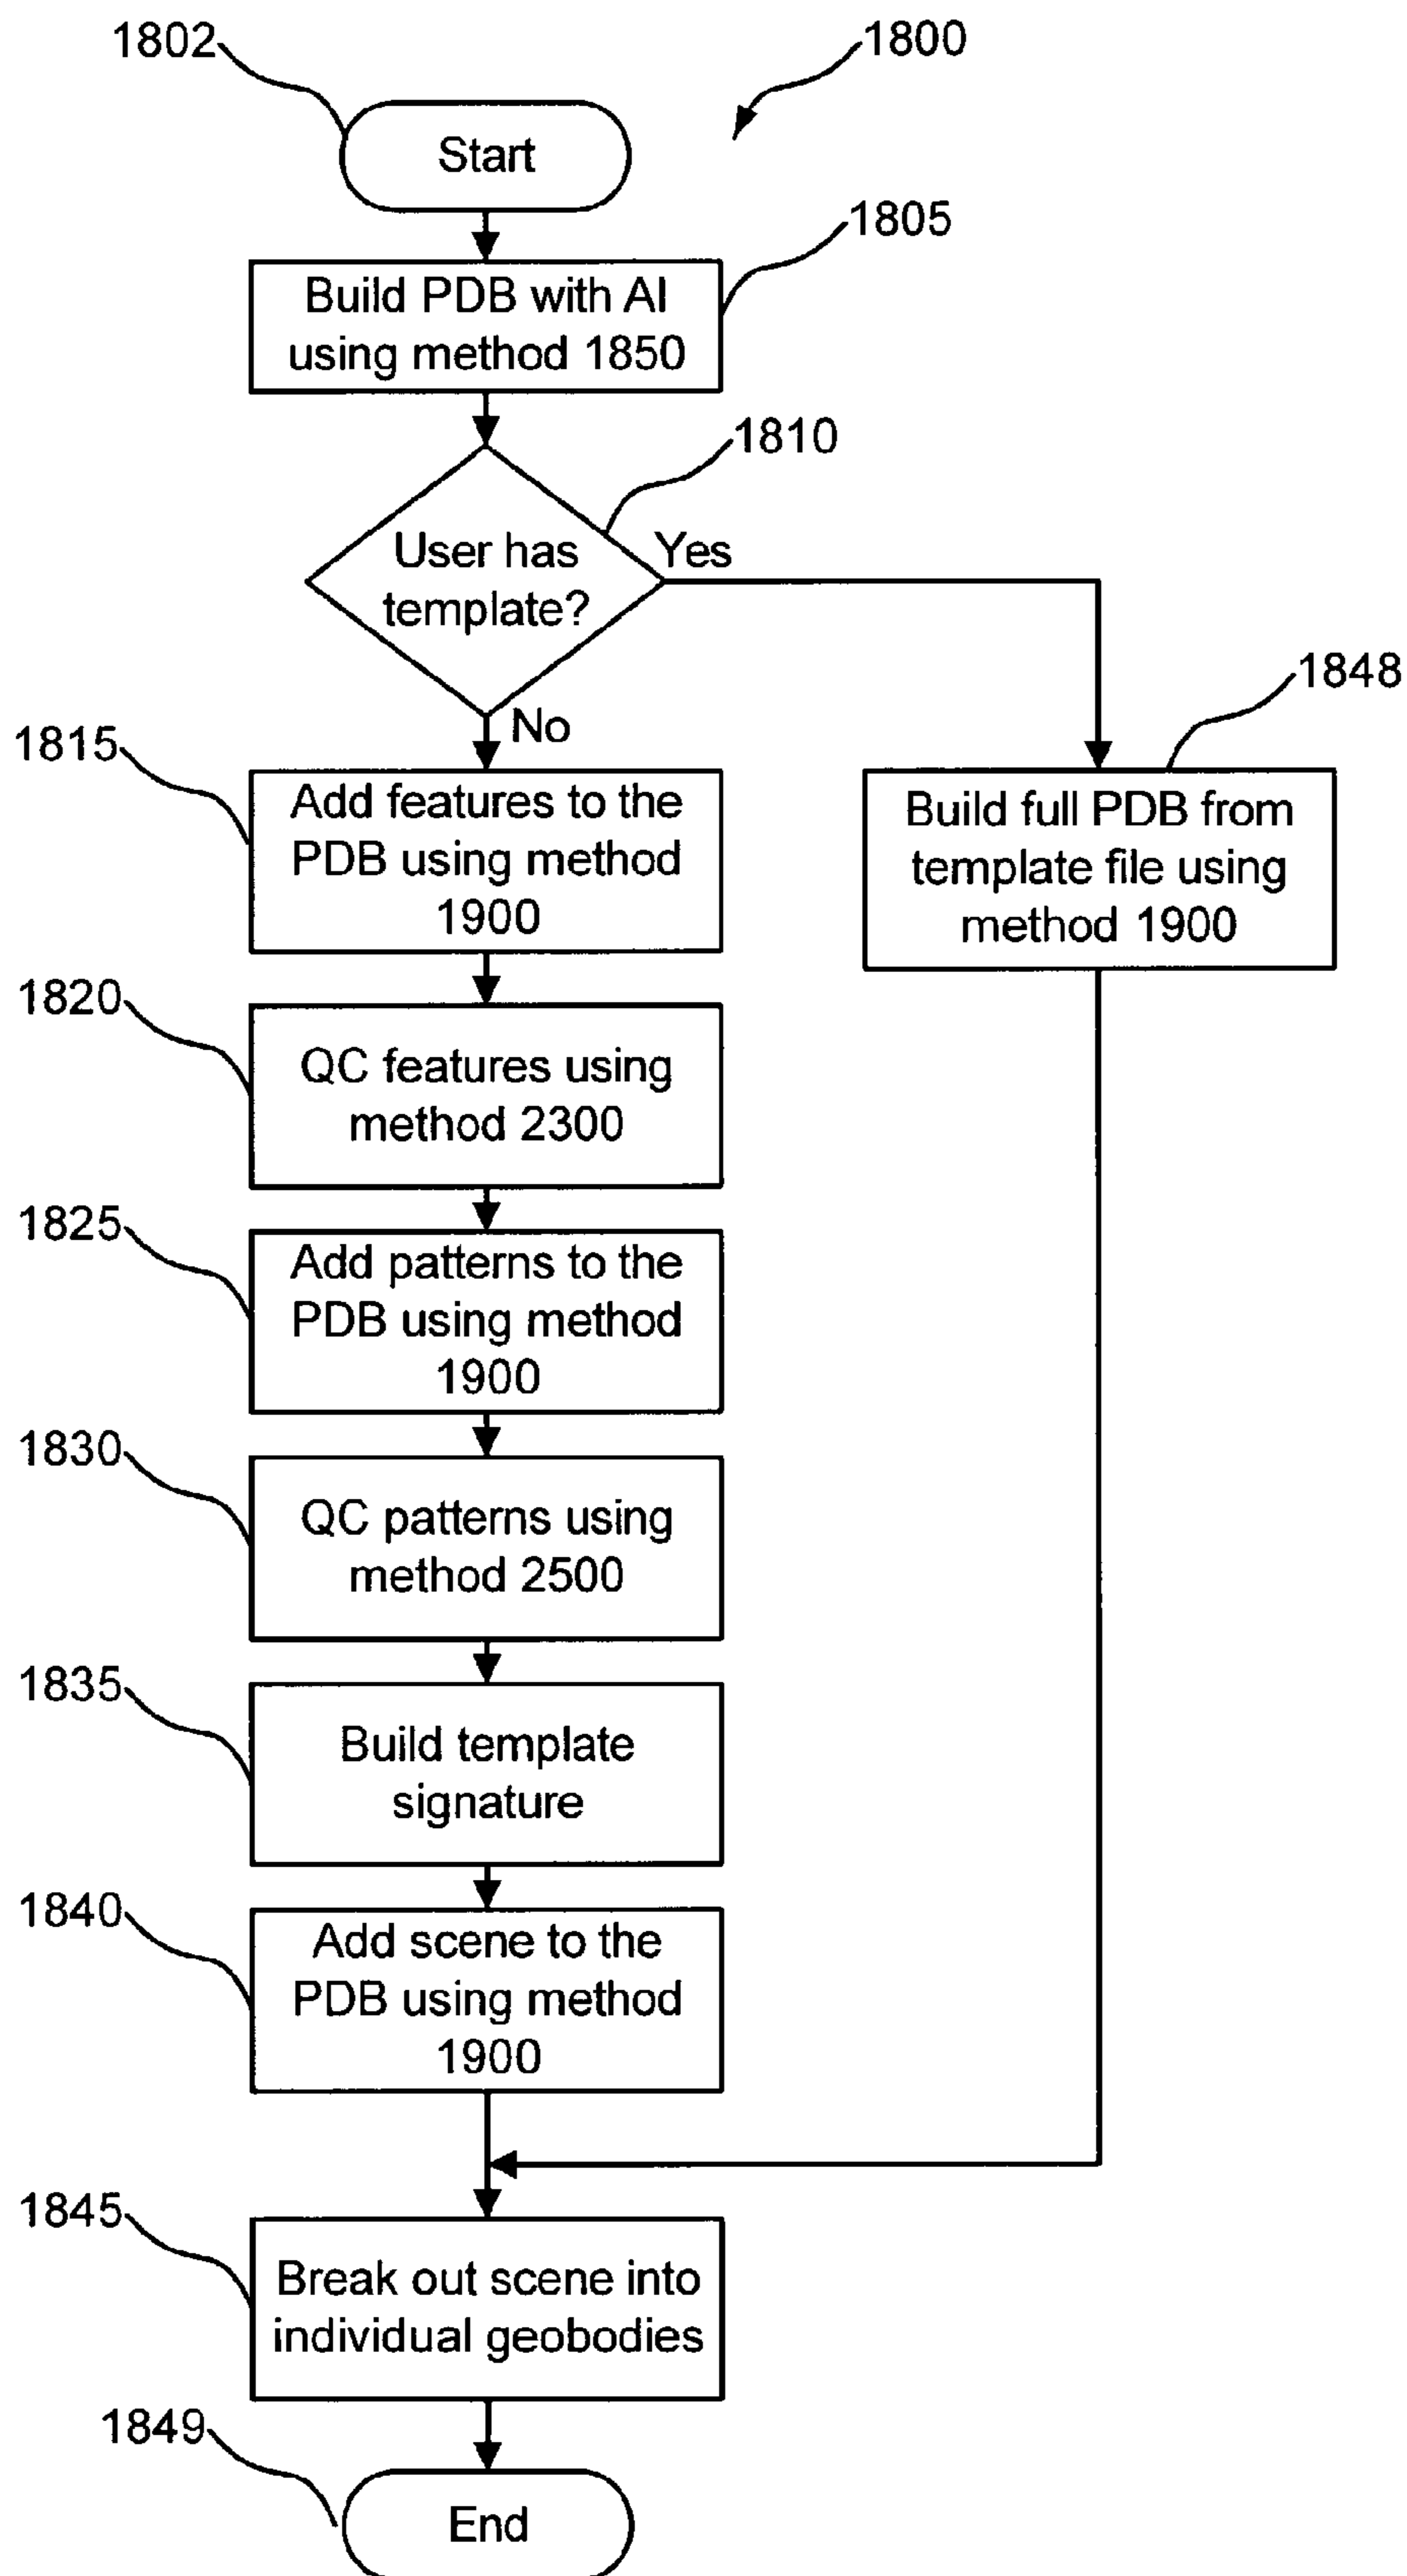 1802
1800
Start
1805
Build PDB with AI
using method 1850
1810
User has
template?
Yes
No
1848
1815
Add features to the
PDB using method
1900
Build full PDB from
template file using
method 1900
1820
QC features using
method 2300
1825
Add patterns to the
PDB using method
1900
1830
QC patterns using
method 2500
1835
Build template
signature
1840
Add scene to the
PDB using method
1900
1845
Break out scene into
individual geobodies
1849
End